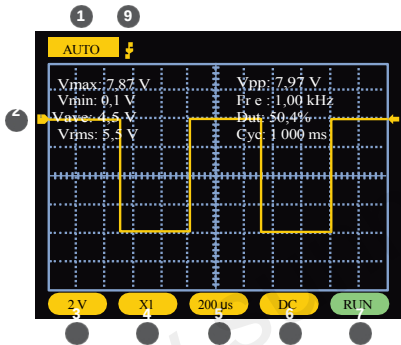 1 9
AUTO
Vmax: 7,87 V Vpp: 7,97 V
Vmin: 0,1 V Fr e : 1,00 kHz
Vave: 4,5 V Dut: 50,4%
Vrms: 5,5 V Cyc: 1 000 ms
2
2 V X1 200 us DC RUN
3 4 5 6 7